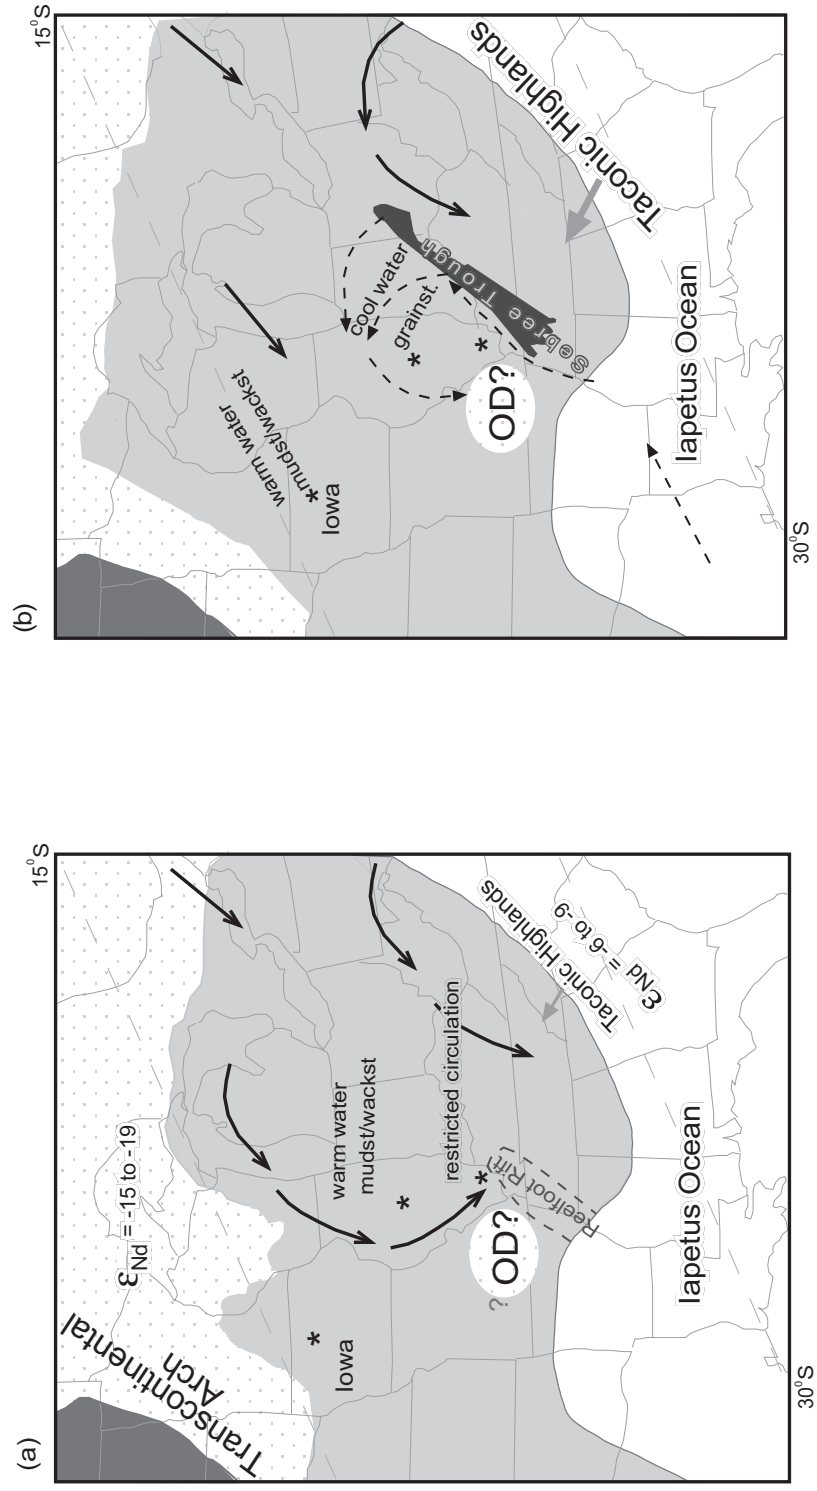 (a)
15°S
Transcontinental
Arch
εNd = -15 to -19
Iowa
warm water
mudst/wackst
restricted circulation
OD?
?
Reelfoot Rift
Taconic Highlands
εNd = -6 to -9
Iapetus Ocean
30°S
(b)
15°S
warm water
mudst/wackst
Iowa
cool water
grainst.
Sebree Trough
OD?
Taconic Highlands
Iapetus Ocean
30°S